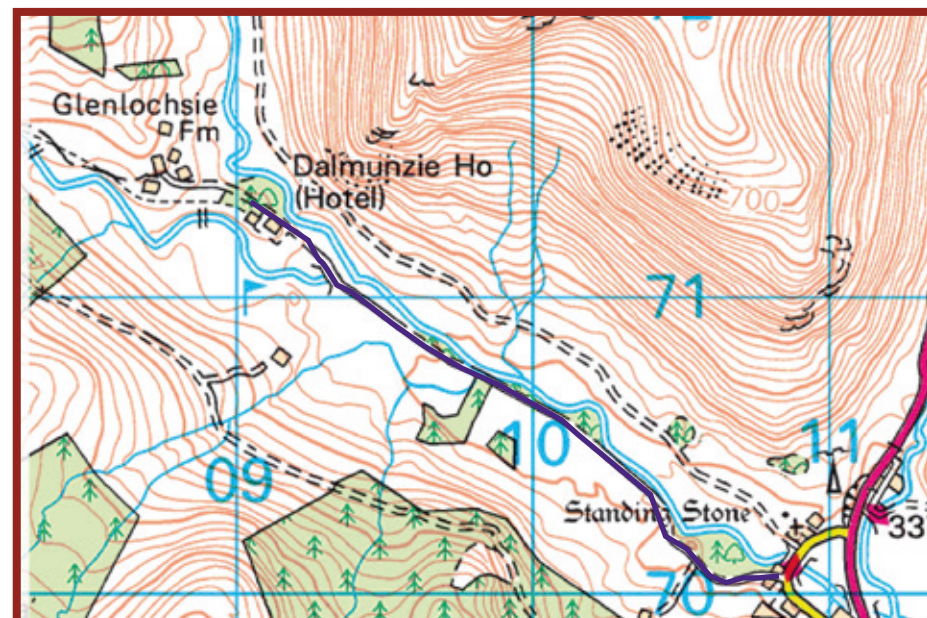 Glenlochsie
Fm
Dalmunzie Ho
(Hotel)
700
71
10
11
09
Standing Stone
33
70